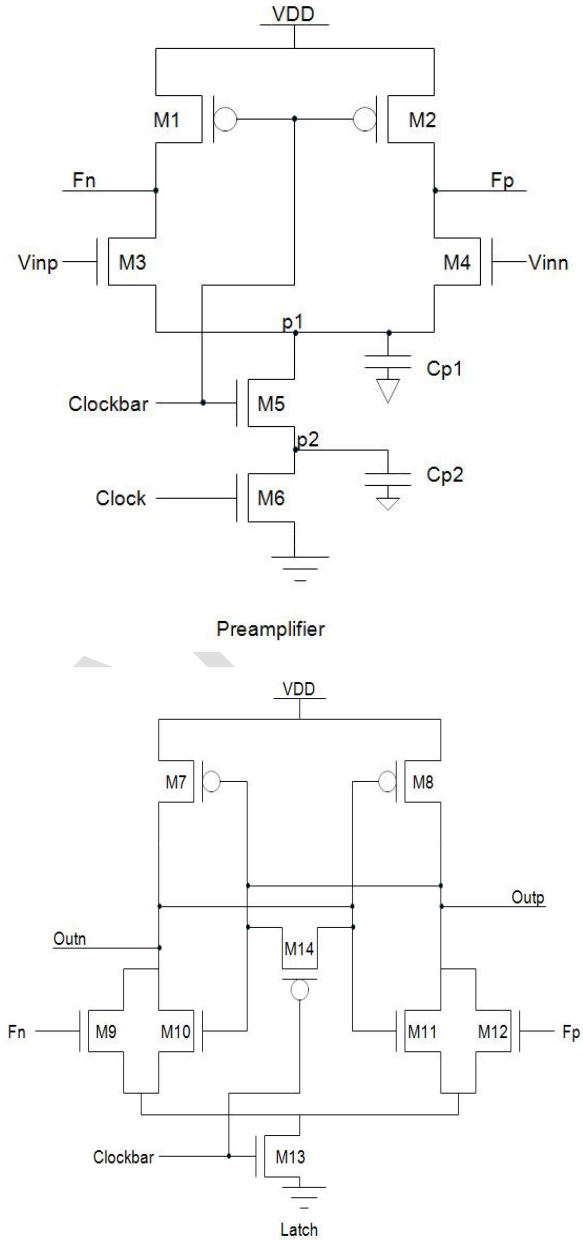 VDD
M1 M2
Fn Fp
Vinp M3 M4 Vinn
p1
Cp1
Clockbar M5
p2
Cp2
Clock M6
Preamplifier
VDD
M7 M8
Outp
Outn M14
Fn M9 M10 M11 M12 Fp
Clockbar M13
Latch